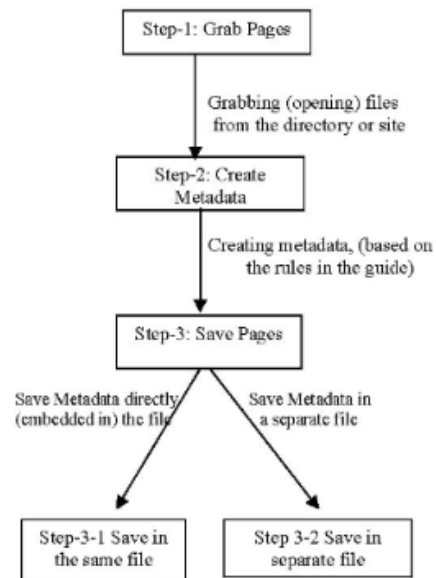 Step-1: Grab Pages
Grabbing (opening) files
from the directory or site
Step-2: Create
Metadata
Creating metadata, (based on
the rules in the guide)
Step-3: Save Pages
Save Metadata directly
(embedded in) the file
Save Metadata in
a separate file
Step-3-1 Save in
the same file
Step 3-2 Save in
separate file